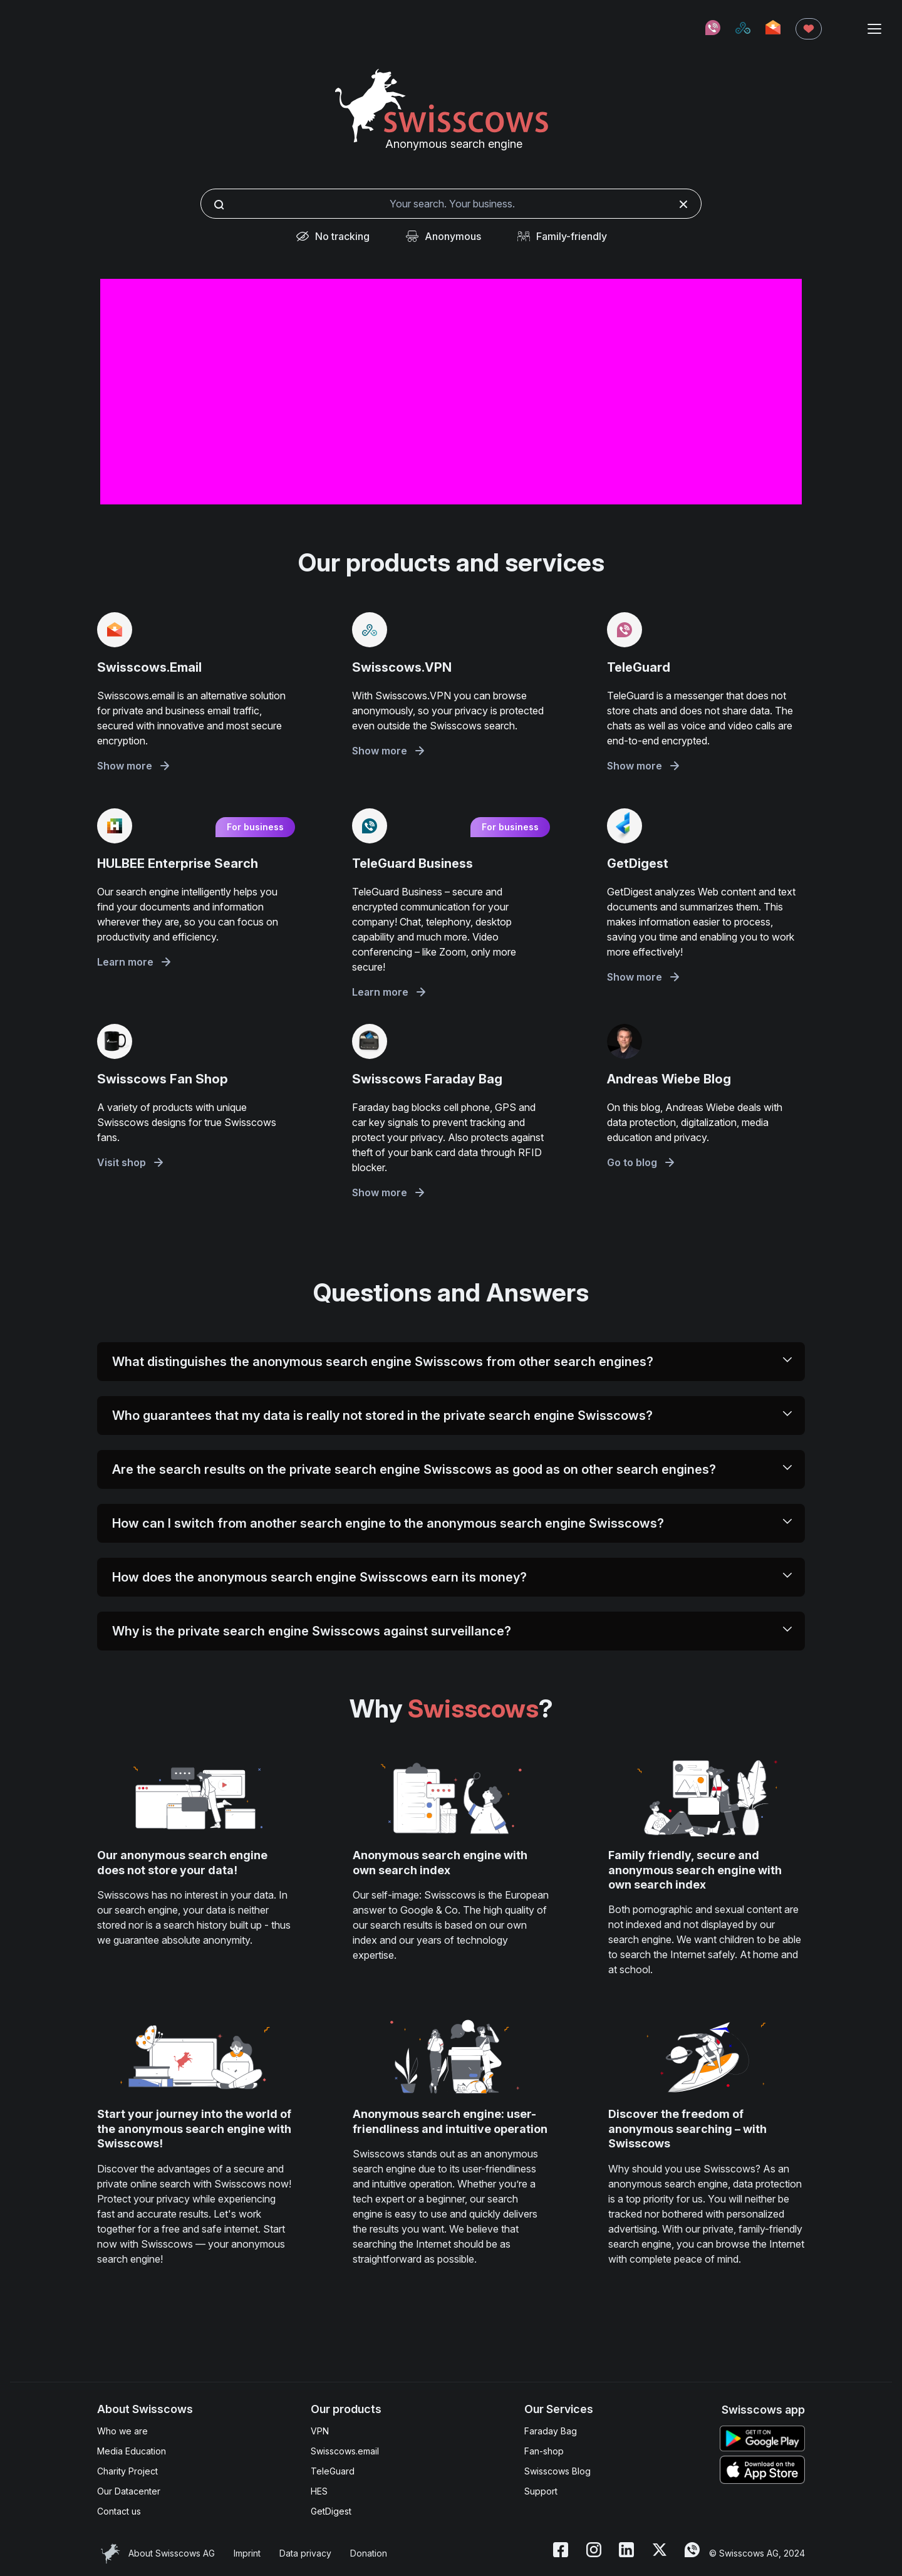 swisscows
Anonymous search engine
Your search. Your business.
No tracking
Anonymous
Family-friendly
Our products and services
Swisscows.Email
Swisscows.email is an alternative solution
for private and business email traffic,
secured with innovative and most secure
encryption.
Show more
Swisscows.VPN
With Swisscows.VPN you can browse
anonymously, so your privacy is protected
even outside the Swisscows search.
Show more
TeleGuard
TeleGuard is a messenger that does not
store chats and does not share data. The
chats as well as voice and video calls are
end-to-end encrypted.
Show more
For business
HULBEE Enterprise Search
Our search engine intelligently helps you
find your documents and information
wherever they are, so you can focus on
productivity and efficiency.
Learn more
For business
TeleGuard Business
TeleGuard Business – secure and
encrypted communication for your
company! Chat, telephony, desktop
capability and much more. Video
conferencing – like Zoom, only more
secure!
Learn more
GetDigest
GetDigest analyzes Web content and text
documents and summarizes them. This
makes information easier to process,
saving you time and enabling you to work
more effectively!
Show more
Swisscows Fan Shop
A variety of products with unique
Swisscows designs for true Swisscows
fans.
Visit shop
Swisscows Faraday Bag
Faraday bag blocks cell phone, GPS and
car key signals to prevent tracking and
protect your privacy. Also protects against
theft of your bank card data through RFID
blocker.
Show more
Andreas Wiebe Blog
On this blog, Andreas Wiebe deals with
data protection, digitalization, media
education and privacy.
Go to blog
Questions and Answers
What distinguishes the anonymous search engine Swisscows from other search engines?
Who guarantees that my data is really not stored in the private search engine Swisscows?
Are the search results on the private search engine Swisscows as good as on other search engines?
How can I switch from another search engine to the anonymous search engine Swisscows?
How does the anonymous search engine Swisscows earn its money?
Why is the private search engine Swisscows against surveillance?
Why Swisscows?
Our anonymous search engine
does not store your data!
Swisscows has no interest in your data. In
our search engine, your data is neither
stored nor is a search history built up - thus
we guarantee absolute anonymity.
Anonymous search engine with
own search index
Our self-image: Swisscows is the European
answer to Google & Co. The high quality of
our search results is based on our own
index and our years of technology
expertise.
Family friendly, secure and
anonymous search engine with
own search index
Both pornographic and sexual content are
not indexed and not displayed by our
search engine. We want children to be able
to search the Internet safely. At home and
at school.
Start your journey into the world of
the anonymous search engine with
Swisscows!
Discover the advantages of a secure and
private online search with Swisscows now!
Protect your privacy while experiencing
fast and accurate results. Let's work
together for a free and safe internet. Start
now with Swisscows — your anonymous
search engine!
Anonymous search engine: user-
friendliness and intuitive operation
Swisscows stands out as an anonymous
search engine due to its user-friendliness
and intuitive operation. Whether you're a
tech expert or a beginner, our search
engine is easy to use and quickly delivers
the results you want. We believe that
searching the Internet should be as
straightforward as possible.
Discover the freedom of
anonymous searching – with
Swisscows
Why should you use Swisscows? As an
anonymous search engine, data protection
is a top priority for us. You will neither be
tracked nor bothered with personalized
advertising. With our private, family-friendly
search engine, you can browse the Internet
with complete peace of mind.
About Swisscows
Who we are
Media Education
Charity Project
Our Datacenter
Contact us
Our products
VPN
Swisscows.email
TeleGuard
HES
GetDigest
Our Services
Faraday Bag
Fan-shop
Swisscows Blog
Support
Swisscows app
GET IT ON
Google Play
Download on the
App Store
About Swisscows AG
Imprint
Data privacy
Donation
© Swisscows AG, 2024